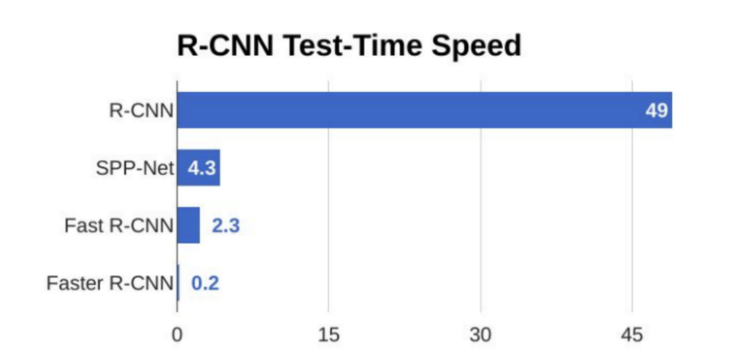 R-CNN Test-Time Speed
R-CNN 49
SPP-Net 4.3
Fast R-CNN 2.3
Faster R-CNN 0.2
0 15 30 45